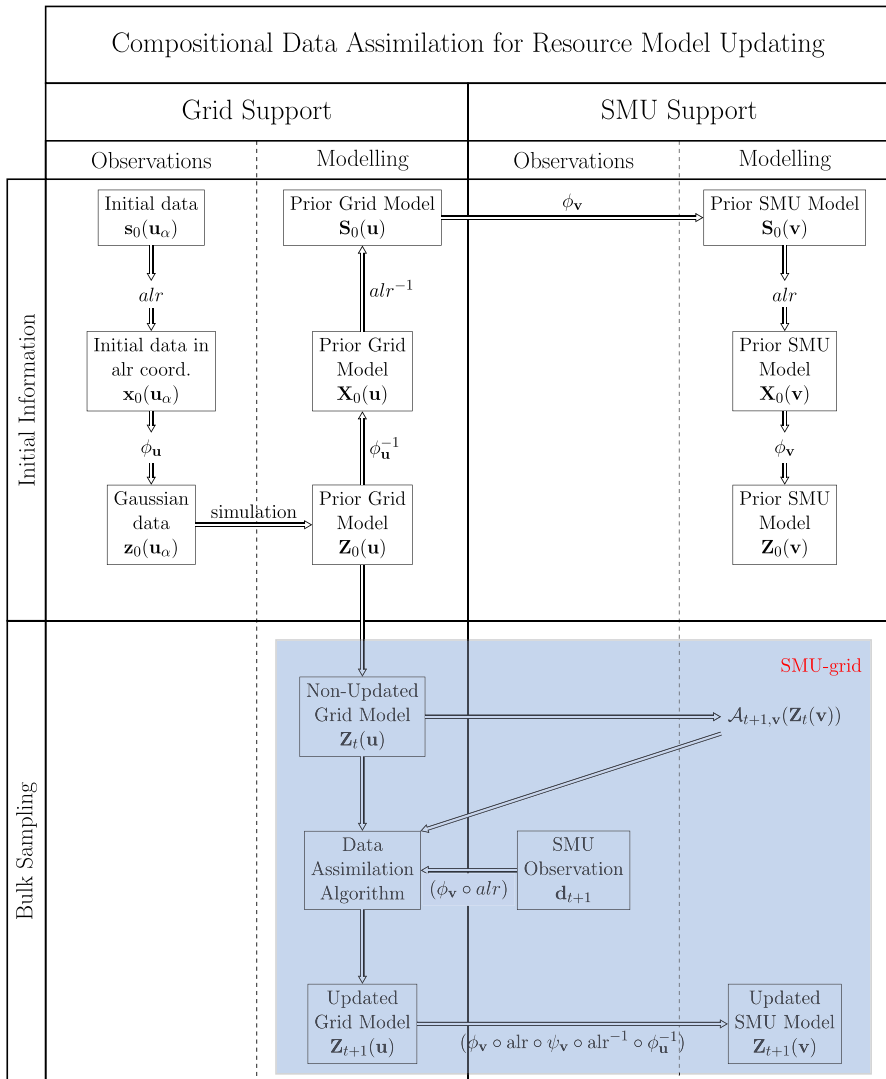 Compositional Data Assimilation for Resource Model Updating
Grid Support
SMU Support
Observations
Modelling
Observations
Modelling
Initial Information
Initial data
s₀(u_α)
Prior Grid Model
S₀(u)
ϕ_v
Prior SMU Model
S₀(v)
alr
alr⁻¹
alr
Initial data in
alr coord.
x₀(u_α)
Prior Grid
Model
X₀(u)
Prior SMU
Model
X₀(v)
ϕ_u
ϕ_u⁻¹
ϕ_v
Gaussian
data
z₀(u_α)
simulation
Prior Grid
Model
Z₀(u)
Prior SMU
Model
Z₀(v)
Bulk Sampling
SMU-grid
Non-Updated
Grid Model
Z_t(u)
𝒜_{t+1,v}(Z_t(v))
Data
Assimilation
Algorithm
(ϕ_v ∘ alr)
SMU
Observation
d_{t+1}
Updated
Grid Model
Z_{t+1}(u)
(ϕ_v ∘ alr ∘ ψ_v ∘ alr⁻¹ ∘ ϕ_u⁻¹)
Updated
SMU Model
Z_{t+1}(v)